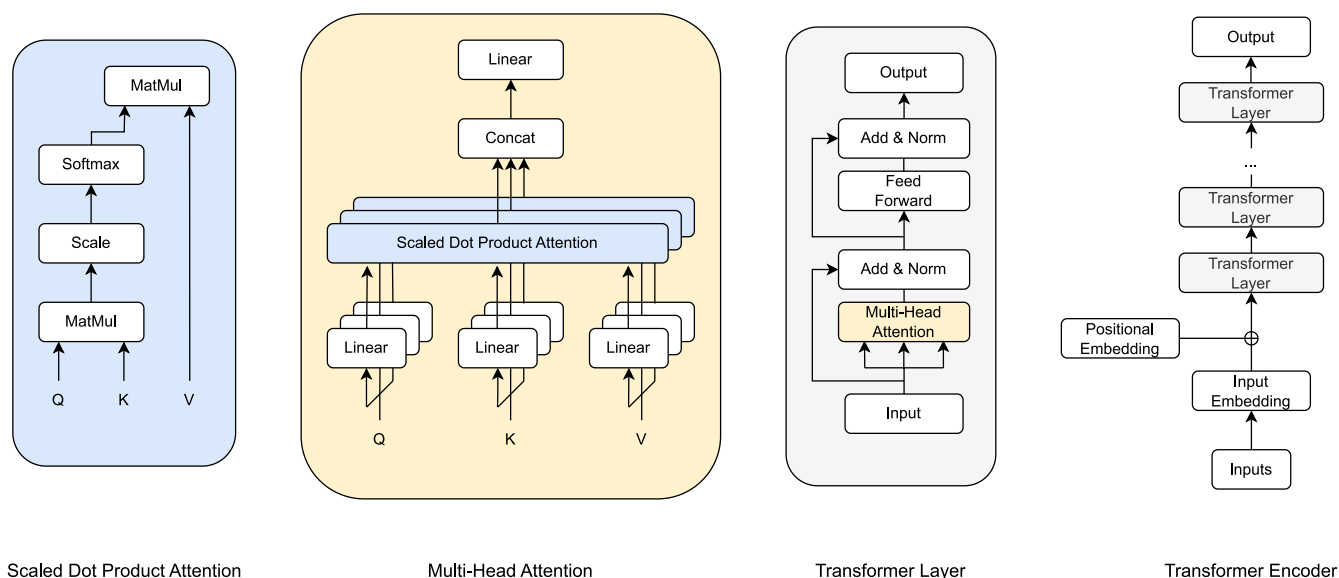 MatMul
Softmax
Scale
MatMul
Q
K
V
Scaled Dot Product Attention
Linear
Concat
Scaled Dot Product Attention
Linear
Linear
Linear
Q
K
V
Multi-Head Attention
Output
Add & Norm
Feed
Forward
Add & Norm
Multi-Head
Attention
Input
Transformer Layer
Output
Transformer
Layer
...
Transformer
Layer
Transformer
Layer
Positional
Embedding
Input
Embedding
Inputs
Transformer Encoder